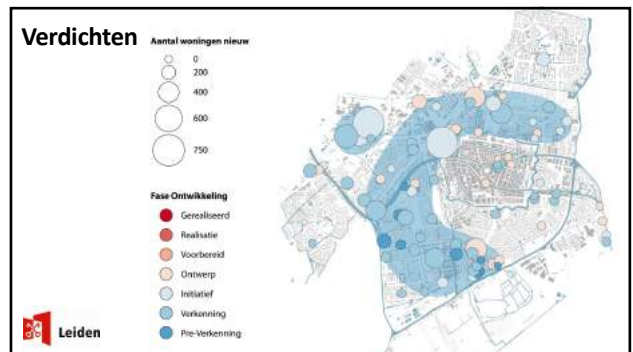 Verdichten
Aantal woningen nieuw
0
200
400
600
750
Fase Ontwikkeling
Gerealiseerd
Realisatie
Voorbereid
Ontwerp
Initiatief
Verkenning
Pre-Verkenning
Leiden